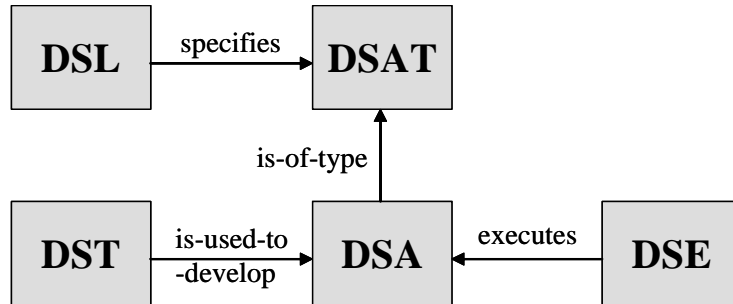 DSL
specifies
DSAT
is-of-type
DST
is-used-to
-develop
DSA
executes
DSE